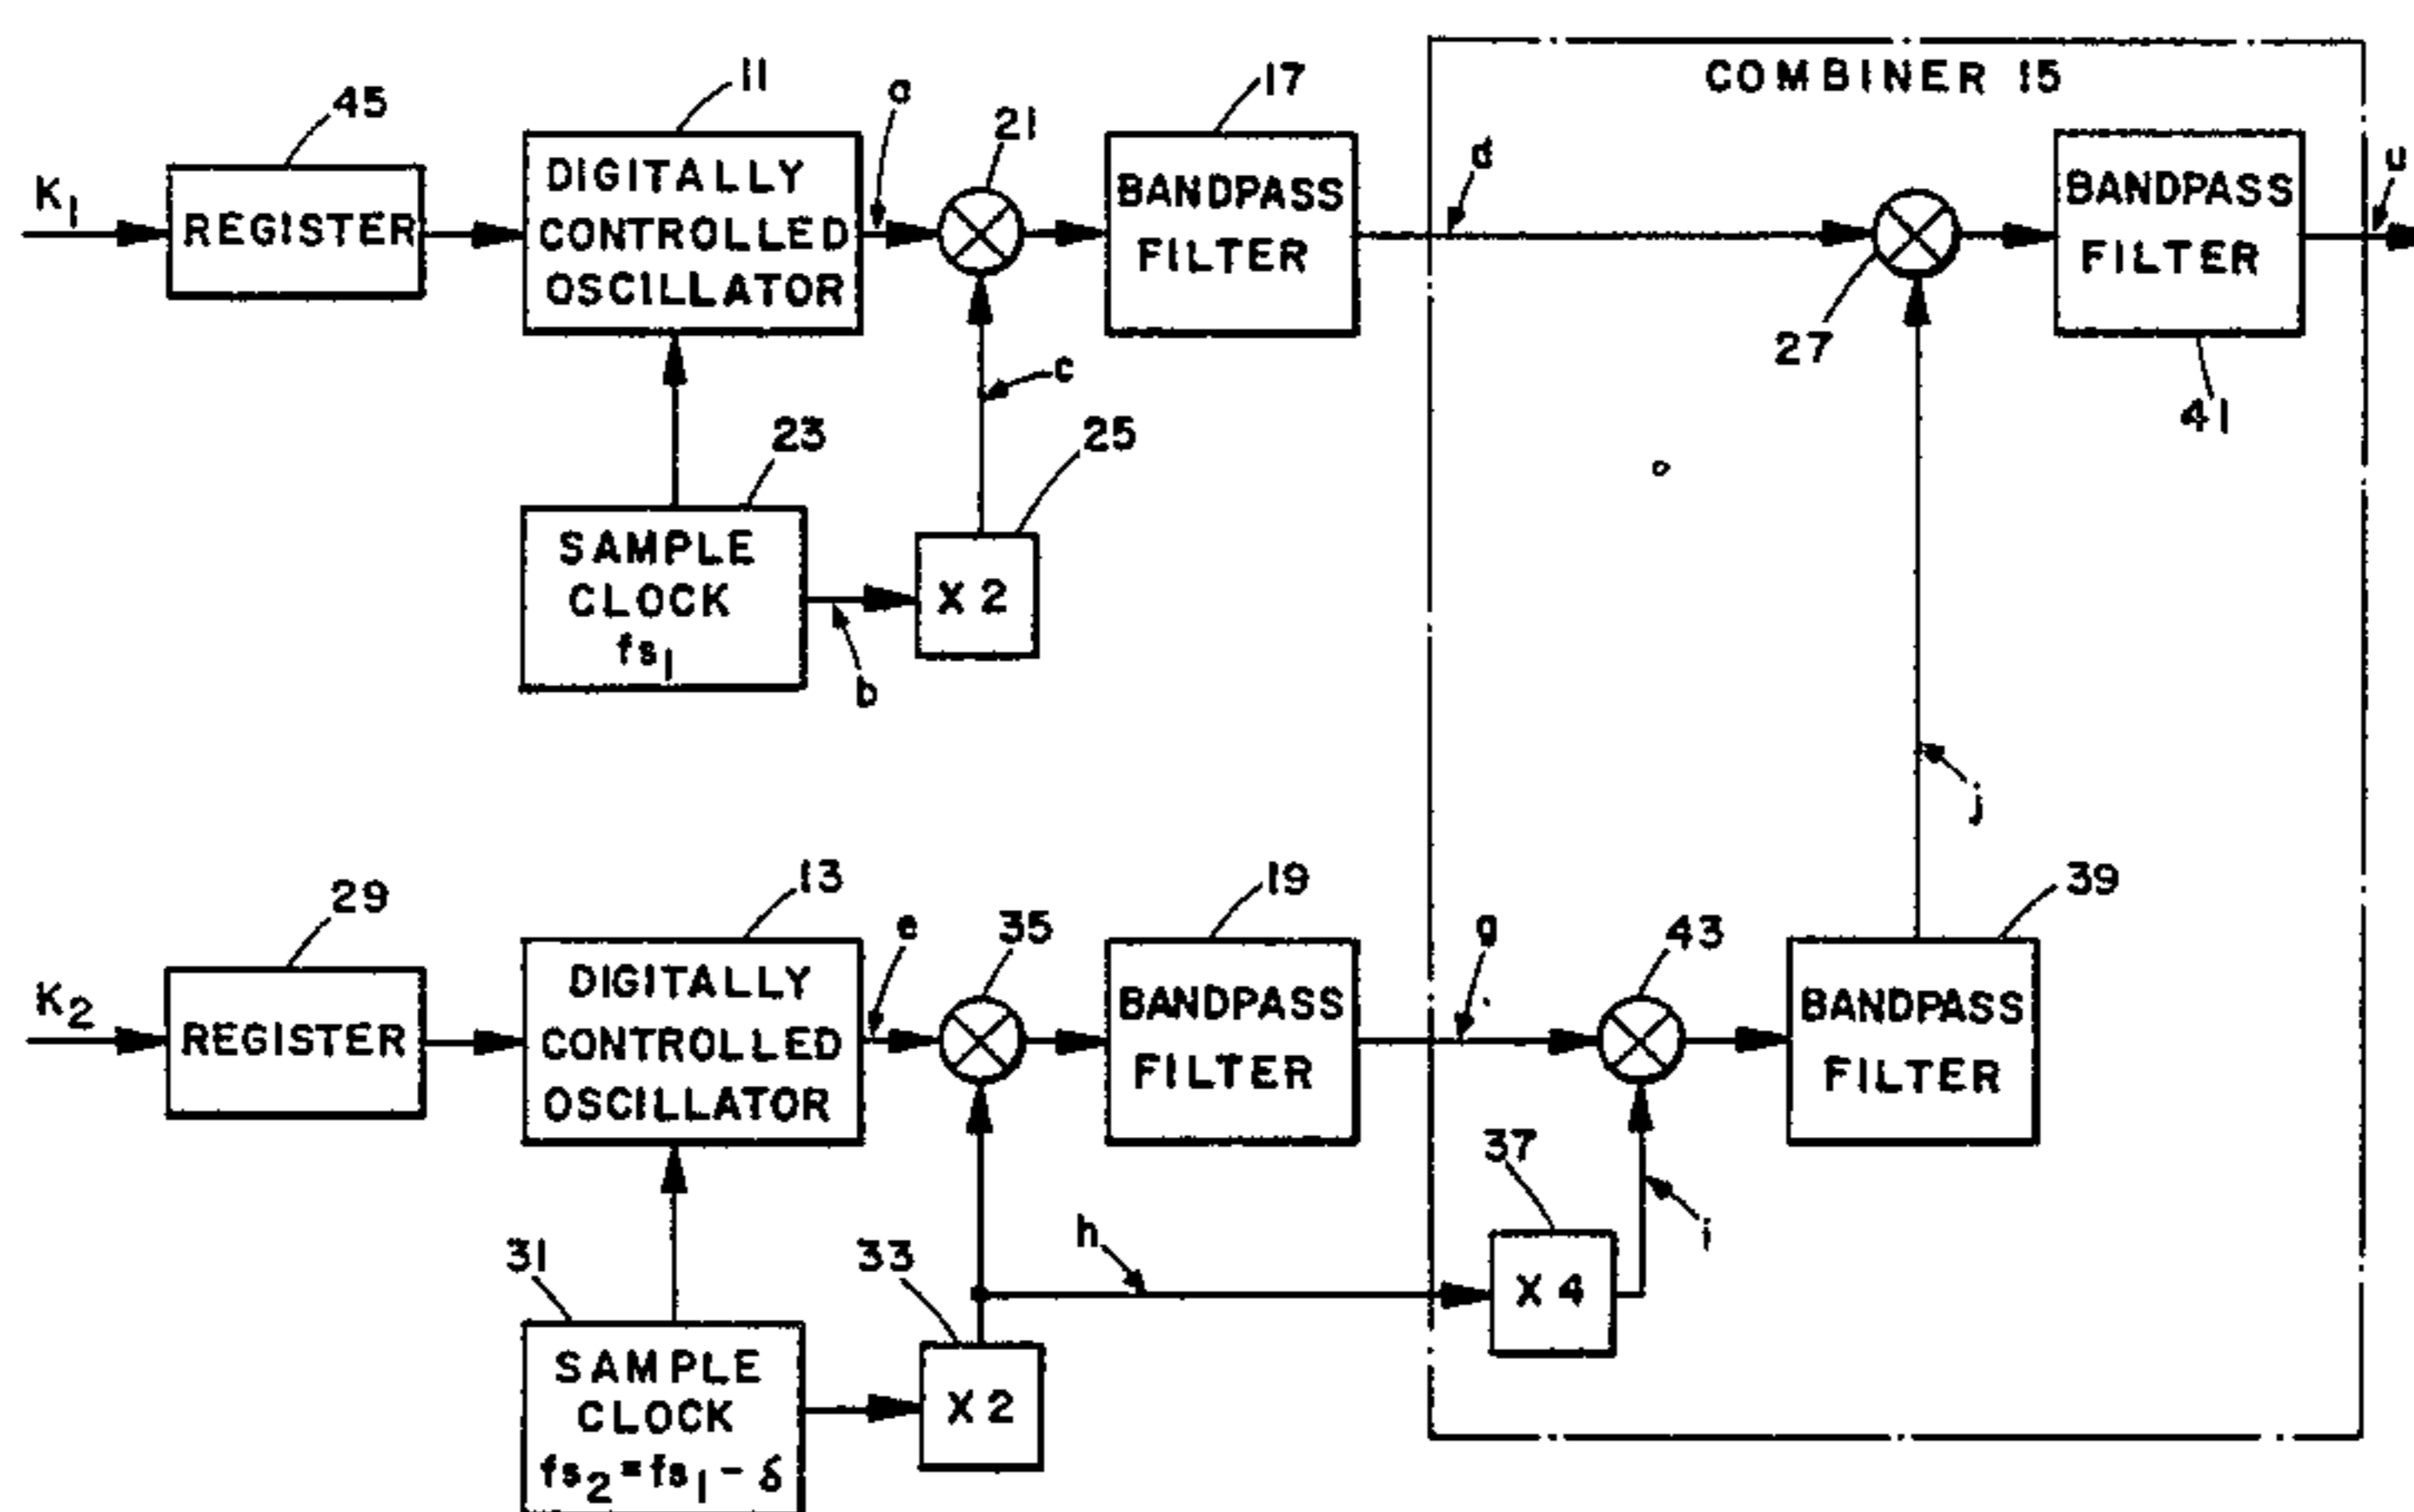 COMBINER 15
45
11
a
21
17
d
u
K1
REGISTER
DIGITALLY
CONTROLLED
OSCILLATOR
BANDPASS
FILTER
27
BANDPASS
FILTER
41
c
23
25
SAMPLE
CLOCK
fs1
X 2
b
j
29
13
e
35
19
g
43
39
K2
REGISTER
DIGITALLY
CONTROLLED
OSCILLATOR
BANDPASS
FILTER
BANDPASS
FILTER
37
i
31
33
h
X 4
SAMPLE
CLOCK
fs2=fs1-δ
X 2